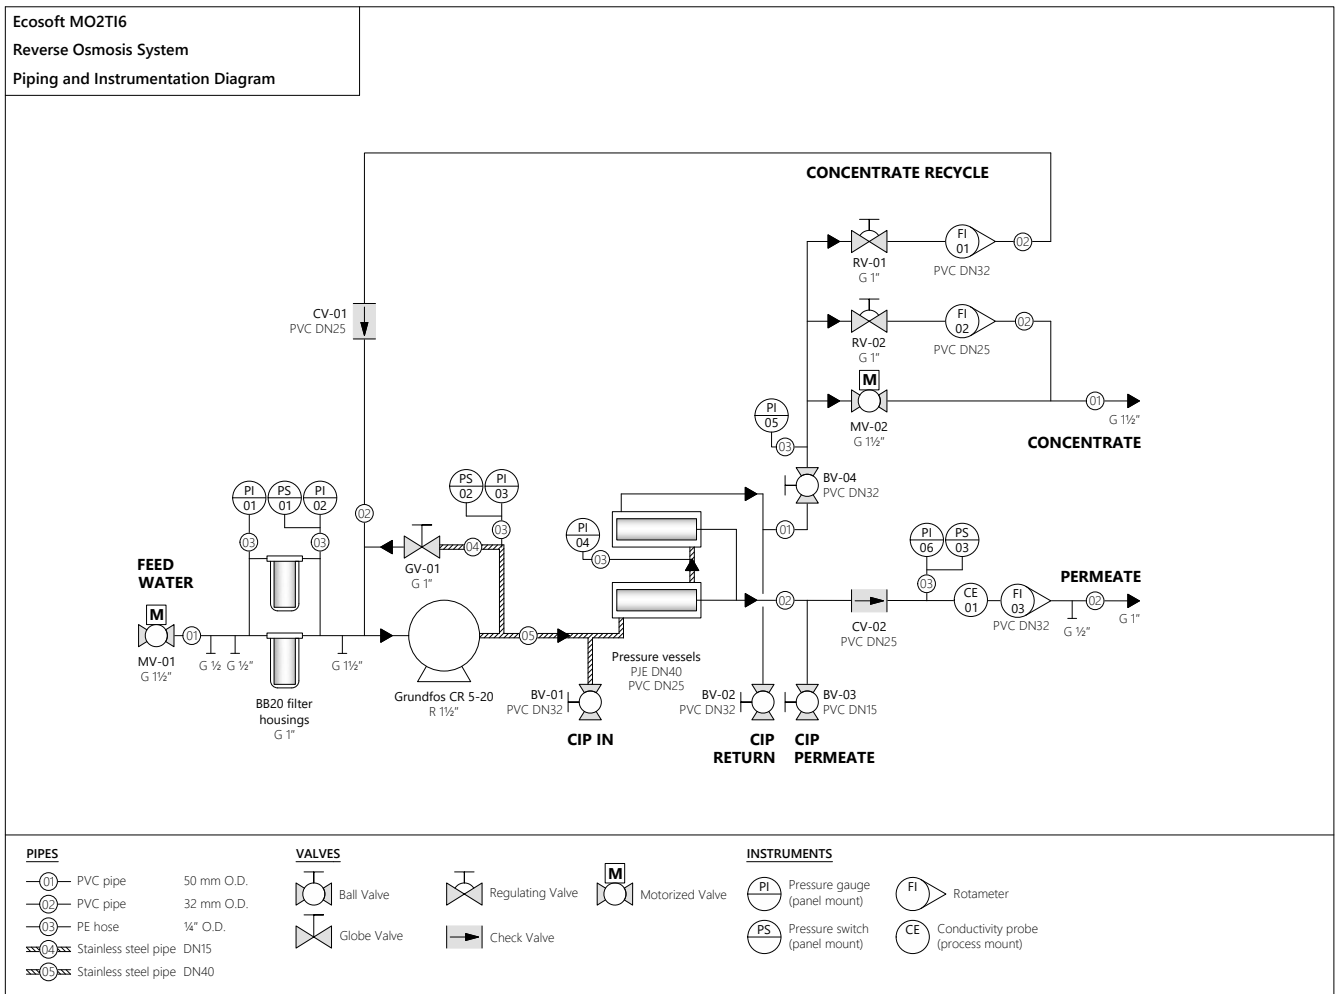 Ecosoft MO2TI6
Reverse Osmosis System
Piping and Instrumentation Diagram
CONCENTRATE RECYCLE
FI
01
02
RV-01
G 1"
PVC DN32
CV-01
PVC DN25
FI
02
02
RV-02
G 1"
PVC DN25
M
MV-02
G 1½"
01
G 1½"
CONCENTRATE
PI
05
03
BV-04
PVC DN32
01
PI
01
PS
01
PI
02
03
03
02
PS
02
PI
03
03
04
GV-01
G 1"
PI
04
03
FEED
WATER
M
01
MV-01
G 1½"
G ½
G ½"
G 1½"
BB20 filter
housings
G 1"
Grundfos CR 5-20
R 1½"
05
Pressure vessels
PJE DN40
PVC DN25
BV-01
PVC DN32
CIP IN
02
BV-02
PVC DN32
CIP
RETURN
BV-03
PVC DN15
CIP
PERMEATE
CV-02
PVC DN25
PI
06
PS
03
03
CE
01
FI
03
PVC DN32
G ½"
02
G 1"
PERMEATE
PIPES
01 PVC pipe 50 mm O.D.
02 PVC pipe 32 mm O.D.
03 PE hose ¼" O.D.
04 Stainless steel pipe DN15
05 Stainless steel pipe DN40
VALVES
Ball Valve
Globe Valve
Regulating Valve
Check Valve
M
Motorized Valve
INSTRUMENTS
PI
Pressure gauge
(panel mount)
PS
Pressure switch
(panel mount)
FI
Rotameter
CE
Conductivity probe
(process mount)